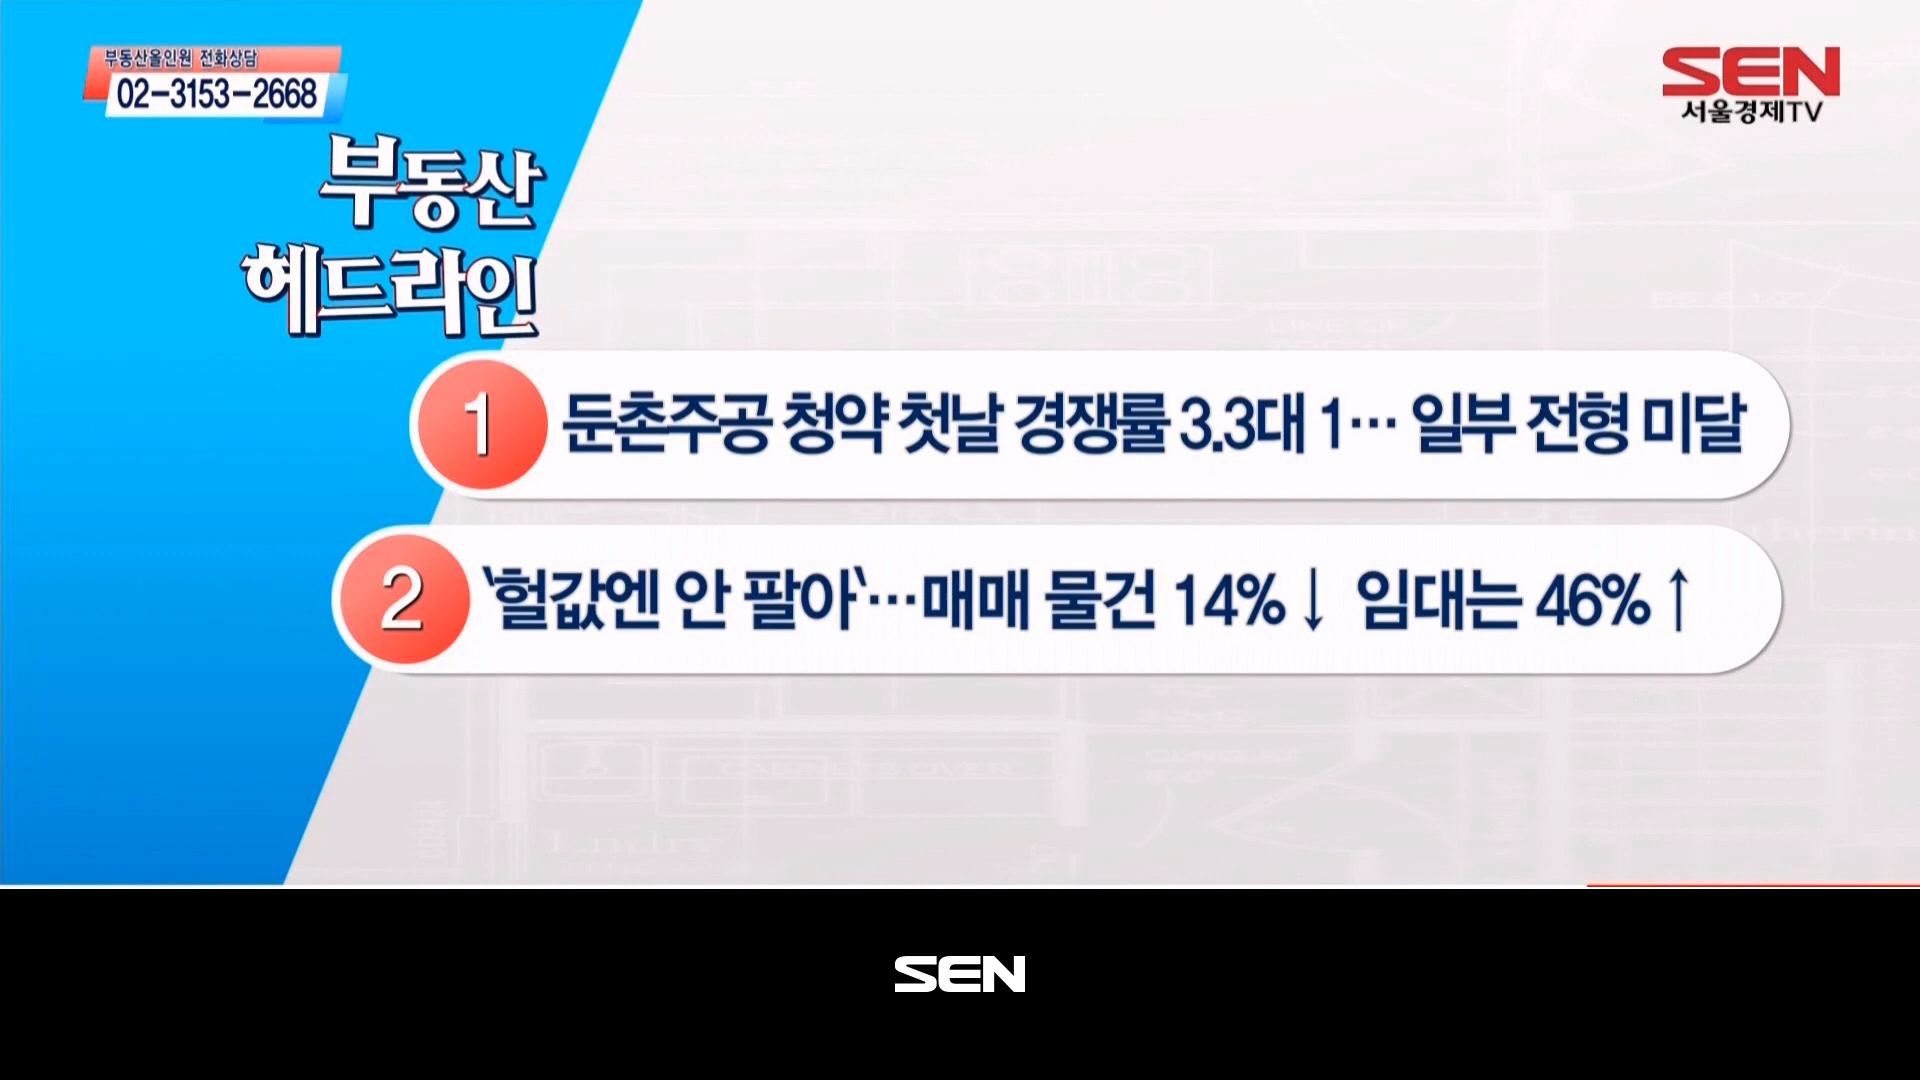 부동산올인원 전화상담
02-3153-2668
SEN
서울경제TV
부동산
헤드라인
1 둔촌주공 청약 첫날 경쟁률 3.3대 1… 일부 전형 미달
2 '헐값엔 안 팔아'…매매 물건 14%↓ 임대는 46%↑
CABINETS OVER
SEN